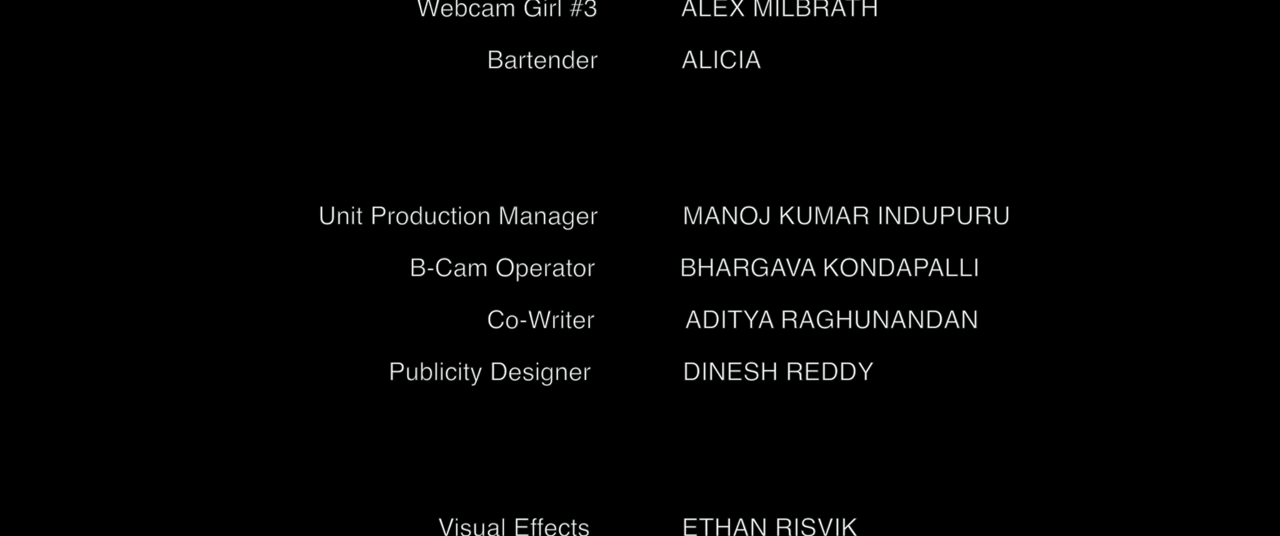 Webcam Girl #3 ALEX MILBRATH
Bartender ALICIA
Unit Production Manager MANOJ KUMAR INDUPURU
B-Cam Operator BHARGAVA KONDAPALLI
Co-Writer ADITYA RAGHUNANDAN
Publicity Designer DINESH REDDY
Visual Effects ETHAN RISVIK